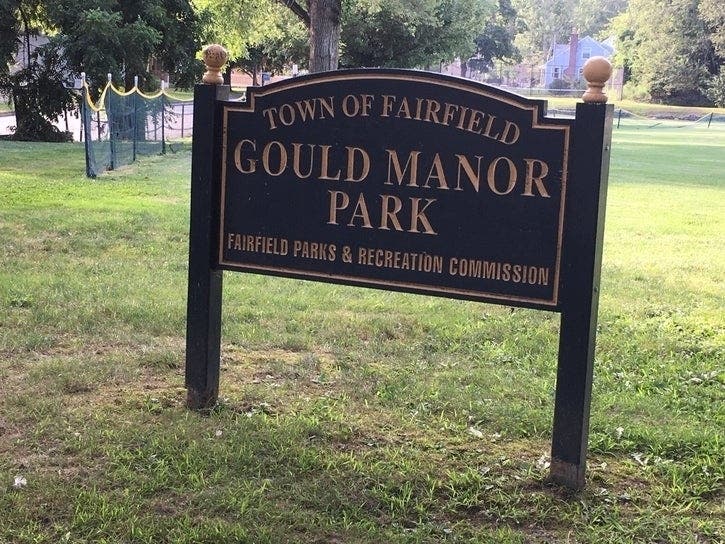 TOWN OF FAIRFIELD
GOULD MANOR
PARK
FAIRFIELD PARKS & RECREATION COMMISSION